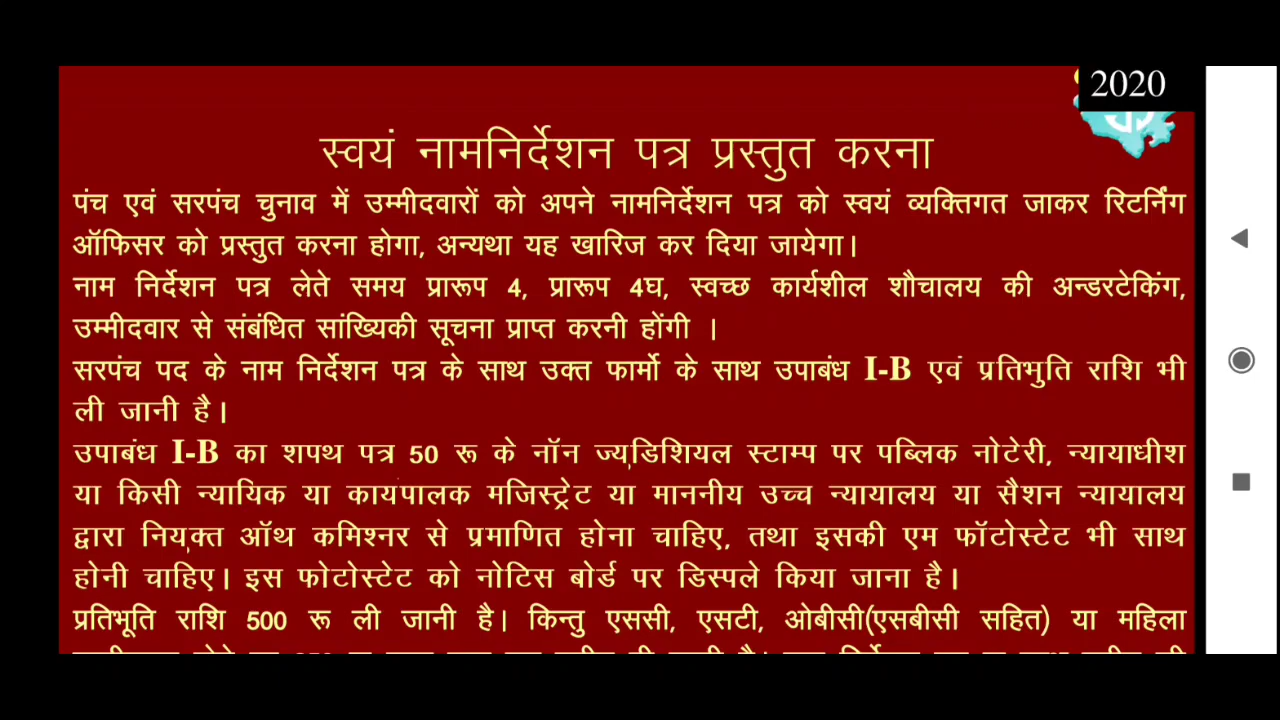 2020
स्वयं नामनिर्देशन पत्र प्रस्तुत करना
पंच एवं सरपंच चुनाव में उम्मीदवारों को अपने नामनिर्देशन पत्र को स्वयं व्यक्तिगत जाकर रिटर्निंग
ऑफिसर को प्रस्तुत करना होगा, अन्यथा यह खारिज कर दिया जायेगा।
नाम निर्देशन पत्र लेते समय प्रारूप 4, प्रारूप 4घ, स्वच्छ कार्यशील शौचालय की अन्डरटेकिंग,
उम्मीदवार से संबंधित सांख्यिकी सूचना प्राप्त करनी होंगी ।
सरपंच पद के नाम निर्देशन पत्र के साथ उक्त फार्मो के साथ उपाबंध I-B एवं प्रतिभुति राशि भी
ली जानी है।
उपाबंध I-B का शपथ पत्र 50 रू के नॉन ज्युडिशियल स्टाम्प पर पब्लिक नोटेरी, न्यायाधीश
या किसी न्यायिक या कार्यपालक मजिस्ट्रेट या माननीय उच्च न्यायालय या सैशन न्यायालय
द्वारा नियुक्त ऑथ कमिश्नर से प्रमाणित होना चाहिए, तथा इसकी एम फॉटोस्टेट भी साथ
होनी चाहिए। इस फोटोस्टेट को नोटिस बोर्ड पर डिस्पले किया जाना है।
प्रतिभूति राशि 500 रू ली जानी है। किन्तु एससी, एसटी, ओबीसी(एसबीसी सहित) या महिला